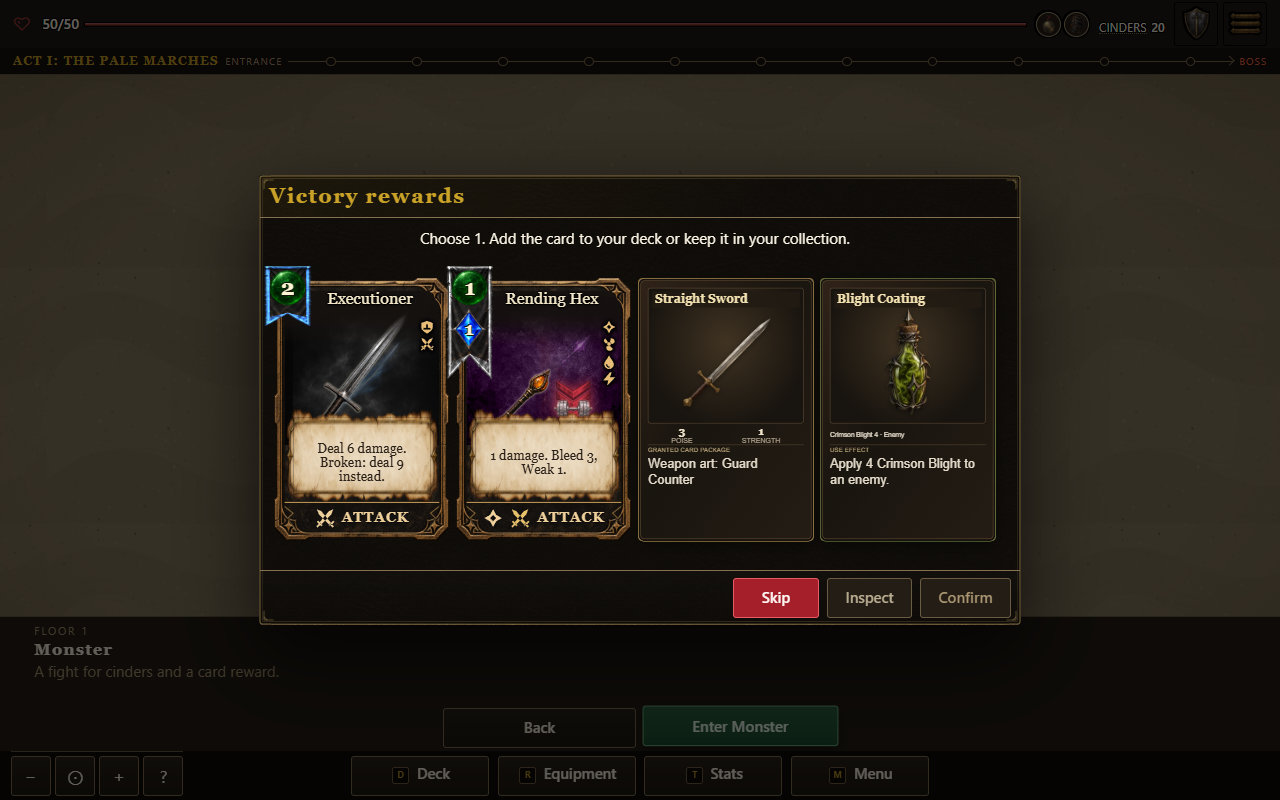 50/50
CINDERS 20
ACT I: THE PALE MARCHES ENTRANCE
BOSS
Victory rewards
Choose 1. Add the card to your deck or keep it in your collection.
2
Executioner
Deal 6 damage.
Broken: deal 9
instead.
ATTACK
1
1
Rending Hex
1 damage. Bleed 3,
Weak 1.
ATTACK
Straight Sword
3 1
POISE STRENGTH
GRANTED CARD PACKAGE
Weapon art: Guard
Counter
Blight Coating
Crimson Blight 4 · Enemy
USE EFFECT
Apply 4 Crimson Blight to
an enemy.
Skip Inspect Confirm
FLOOR 1
Monster
A fight for cinders and a card reward.
Back Enter Monster
− + ?
D Deck R Equipment T Stats M Menu